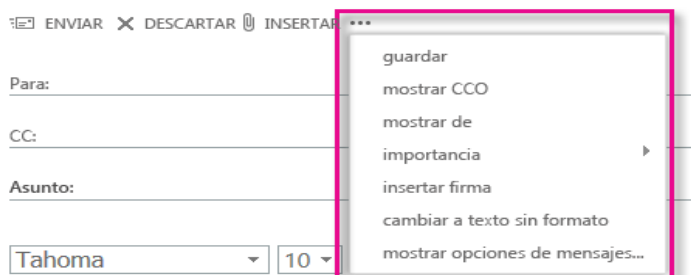 ENVIAR DESCARTAR INSERTAR •••
guardar
Para:
mostrar CCO
mostrar de
CC:
importancia
Asunto:
insertar firma
cambiar a texto sin formato
Tahoma 10
mostrar opciones de mensajes...